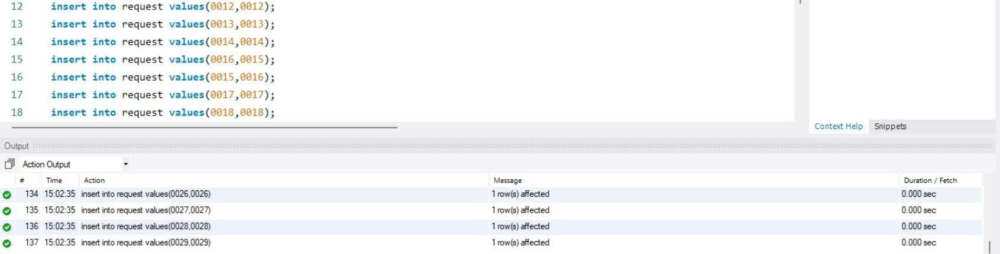 12 insert into request values(0012,0012);
13 insert into request values(0013,0013);
14 insert into request values(0014,0014);
15 insert into request values(0016,0015);
16 insert into request values(0015,0016);
17 insert into request values(0017,0017);
18 insert into request values(0018,0018);
Context Help Snippets
Output
Action Output
# Time Action Message Duration / Fetch
134 15:02:35 insert into request values(0026,0026) 1 row(s) affected 0.000 sec
135 15:02:35 insert into request values(0027,0027) 1 row(s) affected 0.000 sec
136 15:02:35 insert into request values(0028,0028) 1 row(s) affected 0.000 sec
137 15:02:35 insert into request values(0029,0029) 1 row(s) affected 0.000 sec